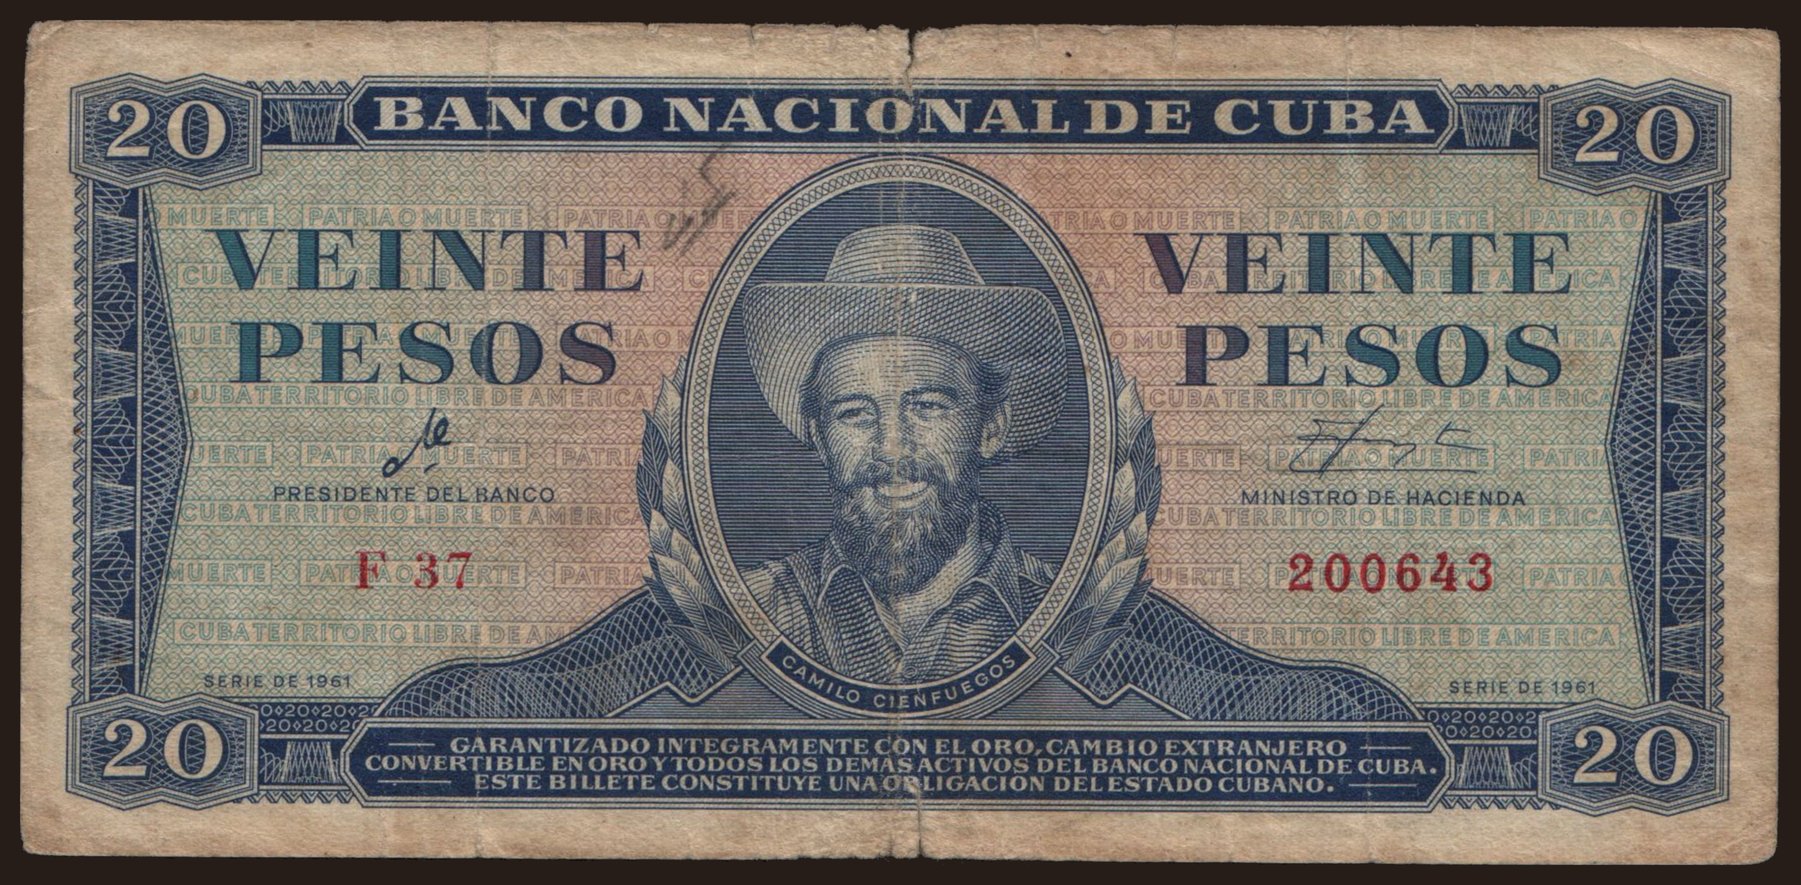 20 BANCO NACIONAL DE CUBA 20
VEINTE PESOS
VEINTE PESOS
PATRIA O MUERTE
CUBA TERRITORIO LIBRE DE AMERICA
PRESIDENTE DEL BANCO
MINISTRO DE HACIENDA
F 37
200643
CAMILO CIENFUEGOS
SERIE DE 1961
SERIE DE 1961
20 20
GARANTIZADO INTEGRAMENTE CON EL ORO, CAMBIO EXTRANJERO
CONVERTIBLE EN ORO Y TODOS LOS DEMAS ACTIVOS DEL BANCO NACIONAL DE CUBA.
ESTE BILLETE CONSTITUYE UNA OBLIGACION DEL ESTADO CUBANO.